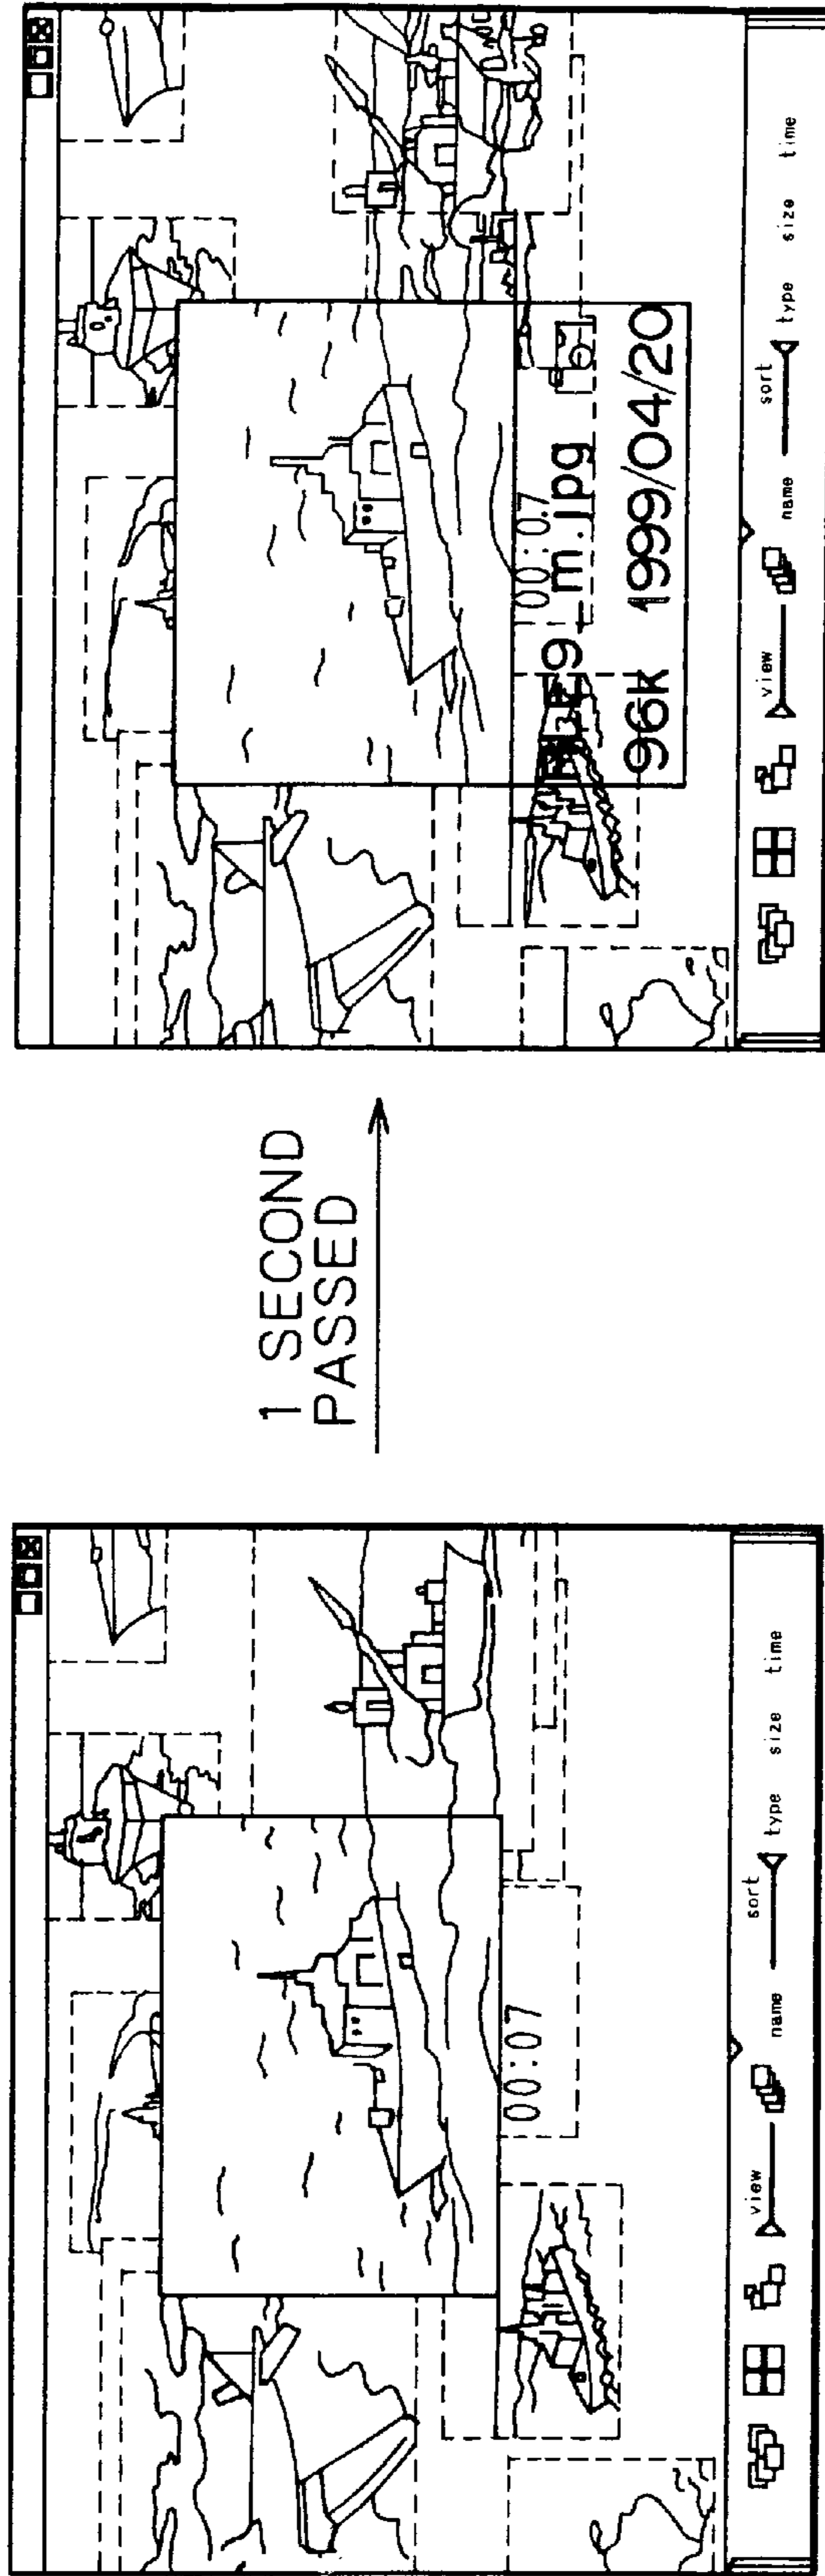 00:07
view name sort type size time
1 SECOND
PASSED
00:07
9_m.jpg
96k 1999/04/20
view name sort type size time